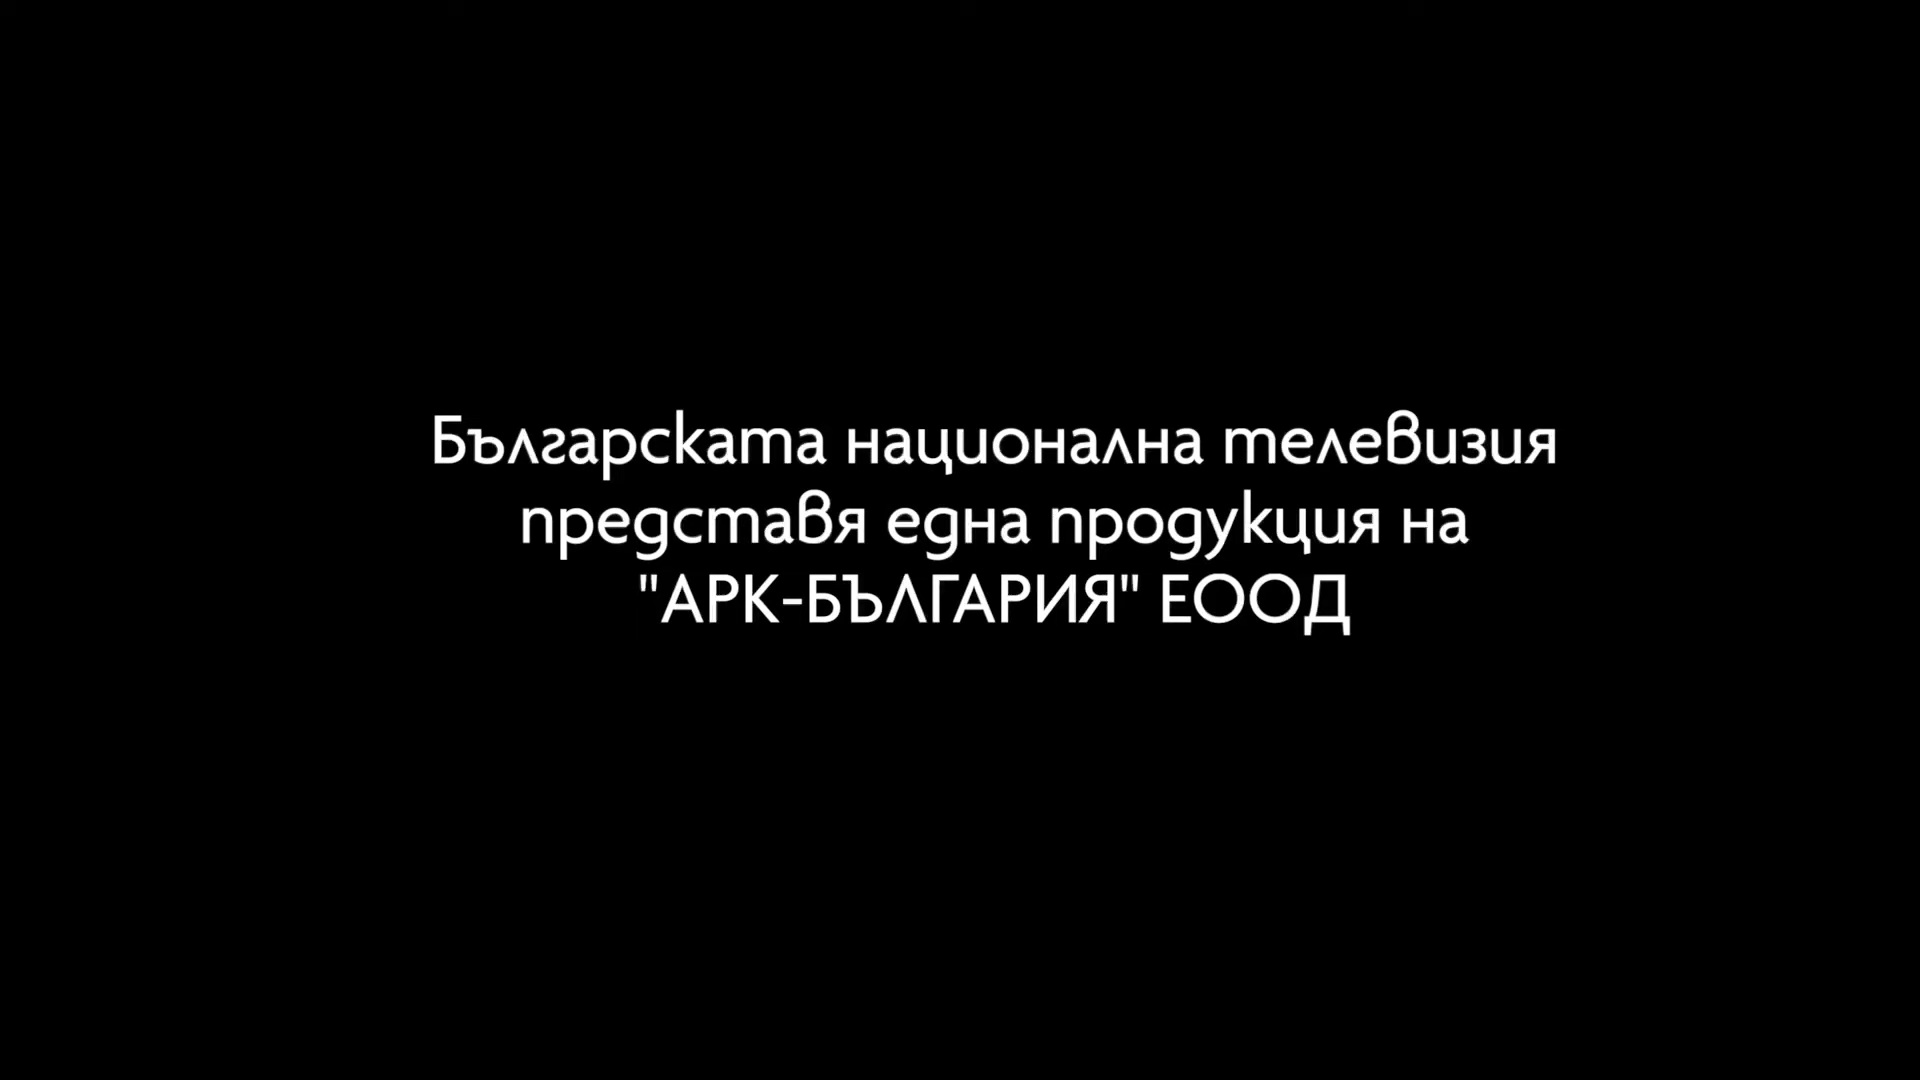 Българската национална телевизия
представя една продукция на
"АРК-БЪЛГАРИЯ" ЕООД